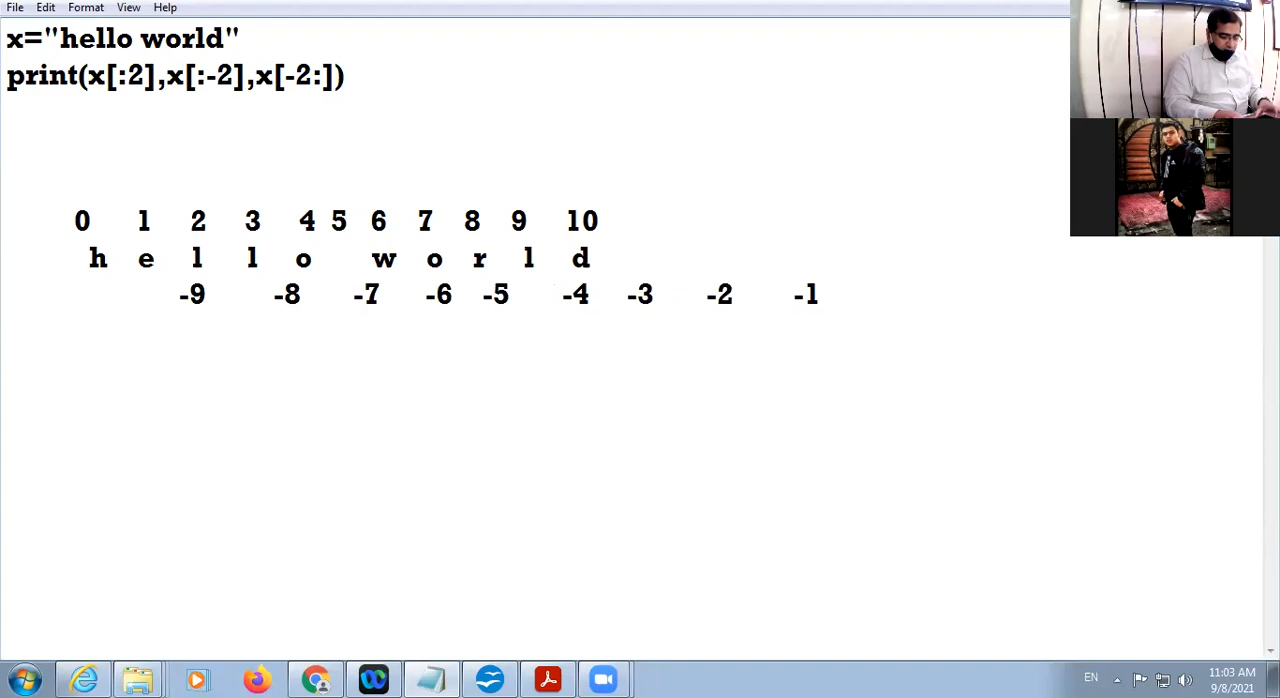 File Edit Format View Help
x="hello world"
print(x[:2],x[:-2],x[-2:])
0 1 2 3 4 5 6 7 8 9 10
h e l l o w o r l d
-9 -8 -7 -6 -5 -4 -3 -2 -1
EN 11:03 AM
9/8/2021